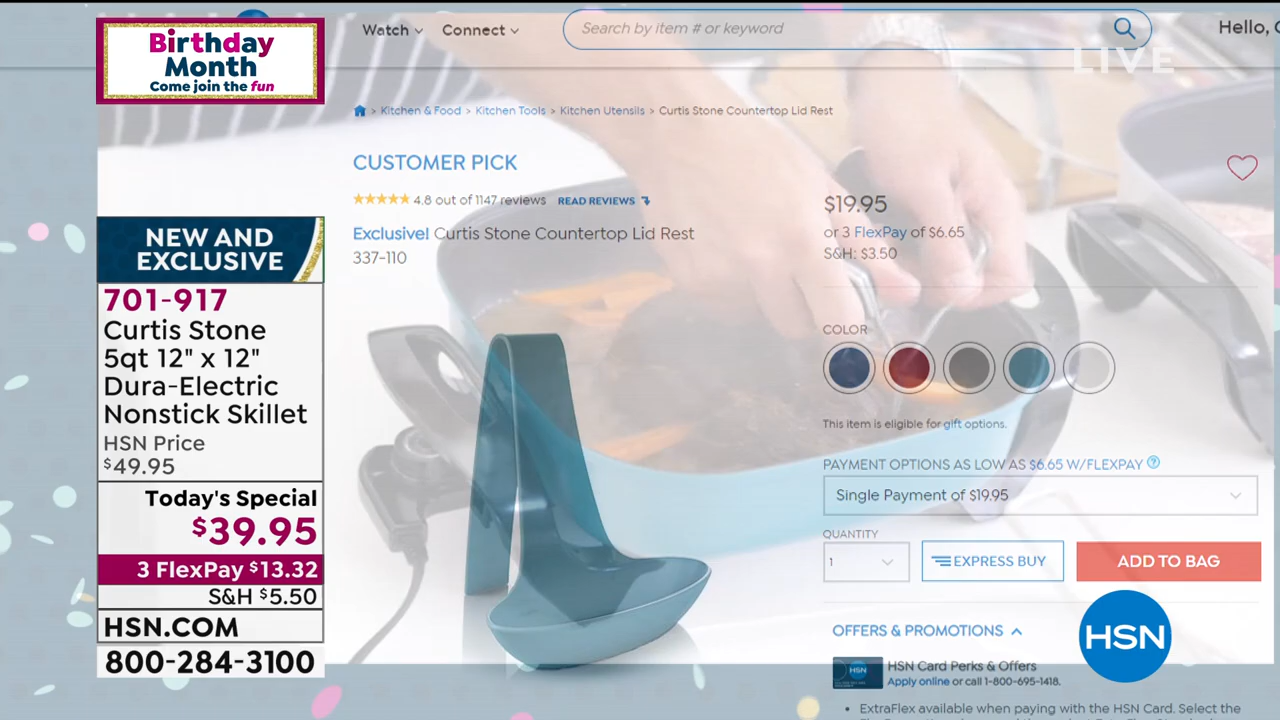 Birthday
Month
Come join the fun
Watch
Connect
Search by item # or keyword
Hello,
LIVE
> Kitchen & Food > Kitchen Tools > Kitchen Utensils > Curtis Stone Countertop Lid Rest
CUSTOMER PICK
4.8 out of 1147 reviews READ REVIEWS
Exclusive! Curtis Stone Countertop Lid Rest
337-110
$19.95
or 3 FlexPay of $6.65
S&H: $3.50
COLOR
This item is eligible for gift options.
PAYMENT OPTIONS AS LOW AS $6.65 W/FLEXPAY ?
Single Payment of $19.95
QUANTITY
1
EXPRESS BUY
ADD TO BAG
OFFERS & PROMOTIONS
HSN
HSN Card Perks & Offers
Apply online or call 1-800-695-1418.
• ExtraFlex available when paying with the HSN Card. Select the
NEW AND
EXCLUSIVE
701-917
Curtis Stone
5qt 12" x 12"
Dura-Electric
Nonstick Skillet
HSN Price
$49.95
Today's Special
$39.95
3 FlexPay $13.32
S&H $5.50
HSN.COM
800-284-3100
HSN